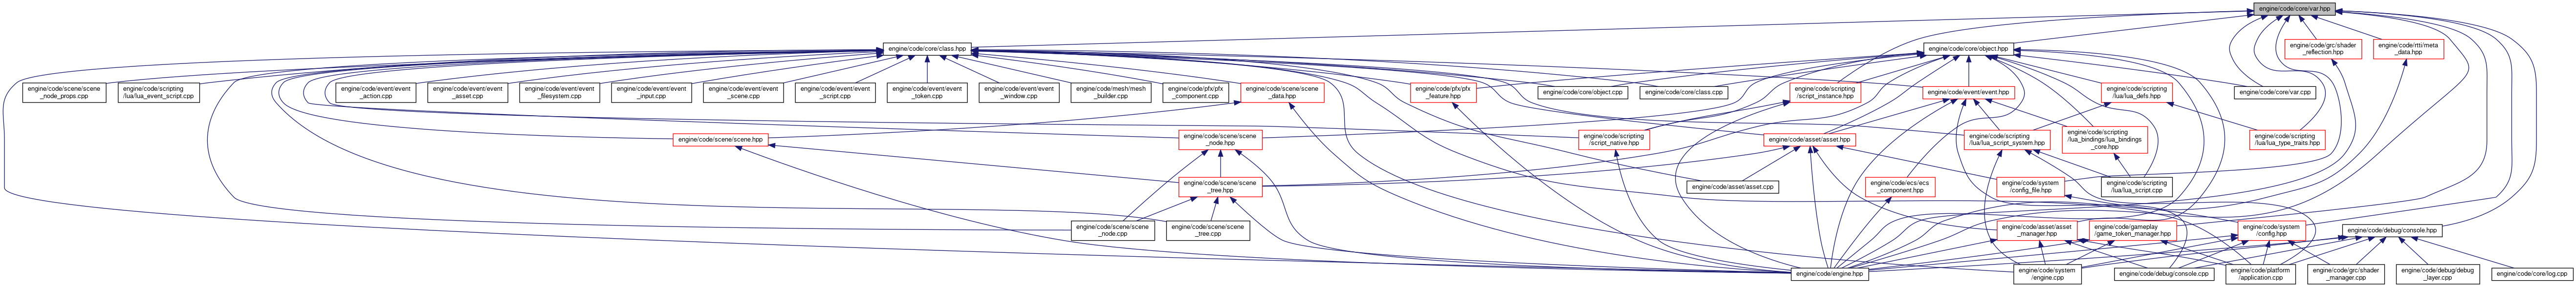 engine/code/core/var.hpp
engine/code/core/class.hpp
engine/code/core/object.hpp
engine/code/grc/shader
_reflection.hpp
engine/code/rtti/meta
_data.hpp
engine/code/scene/scene
_node_props.cpp
engine/code/scripting
/lua/lua_event_script.cpp
engine/code/event/event
_action.cpp
engine/code/event/event
_asset.cpp
engine/code/event/event
_filesystem.cpp
engine/code/event/event
_input.cpp
engine/code/event/event
_scene.cpp
engine/code/event/event
_script.cpp
engine/code/event/event
_token.cpp
engine/code/event/event
_window.cpp
engine/code/mesh/mesh
_builder.cpp
engine/code/pfx/pfx
_component.cpp
engine/code/scene/scene
_data.hpp
engine/code/pfx/pfx
_feature.hpp
engine/code/core/object.cpp
engine/code/core/class.cpp
engine/code/scripting
/script_instance.hpp
engine/code/event/event.hpp
engine/code/scripting
/lua/lua_defs.hpp
engine/code/core/var.cpp
engine/code/scene/scene.hpp
engine/code/scene/scene
_node.hpp
engine/code/scripting
/script_native.hpp
engine/code/asset/asset.hpp
engine/code/scripting
/lua/lua_script_system.hpp
engine/code/scripting
/lua_bindings/lua_bindings
_core.hpp
engine/code/scripting
/lua/lua_type_traits.hpp
engine/code/scene/scene
_tree.hpp
engine/code/asset/asset.cpp
engine/code/ecs/ecs
_component.hpp
engine/code/system
/config_file.hpp
engine/code/scripting
/lua/lua_script.cpp
engine/code/scene/scene
_node.cpp
engine/code/scene/scene
_tree.cpp
engine/code/asset/asset
_manager.hpp
engine/code/gameplay
/game_token_manager.hpp
engine/code/system
/config.hpp
engine/code/debug/console.hpp
engine/code/engine.hpp
engine/code/system
/engine.cpp
engine/code/debug/console.cpp
engine/code/platform
/application.cpp
engine/code/grc/shader
_manager.cpp
engine/code/debug/debug
_layer.cpp
engine/code/core/log.cpp